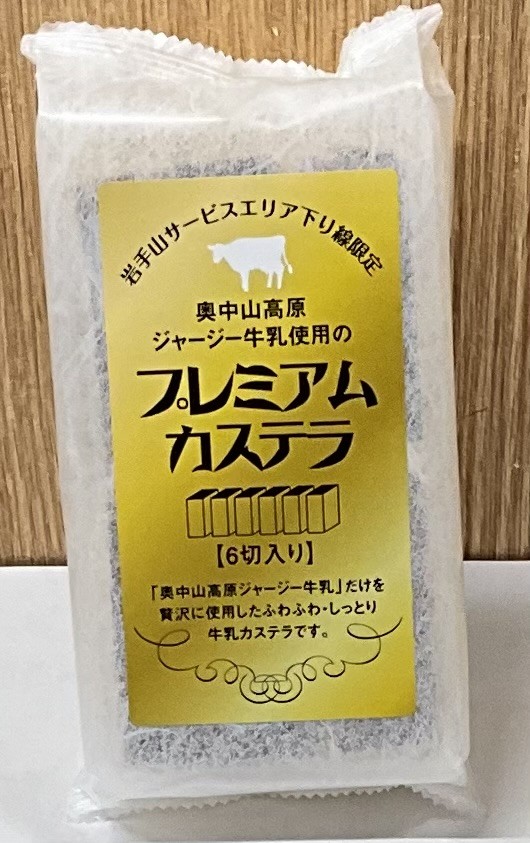 岩手山サービスエリア下り線限定
奥中山高原
ジャージー牛乳使用の
プレミアム
カステラ
【6切入り】
「奥中山高原ジャージー牛乳」だけを
贅沢に使用したふわふわ・しっとり
牛乳カステラです。